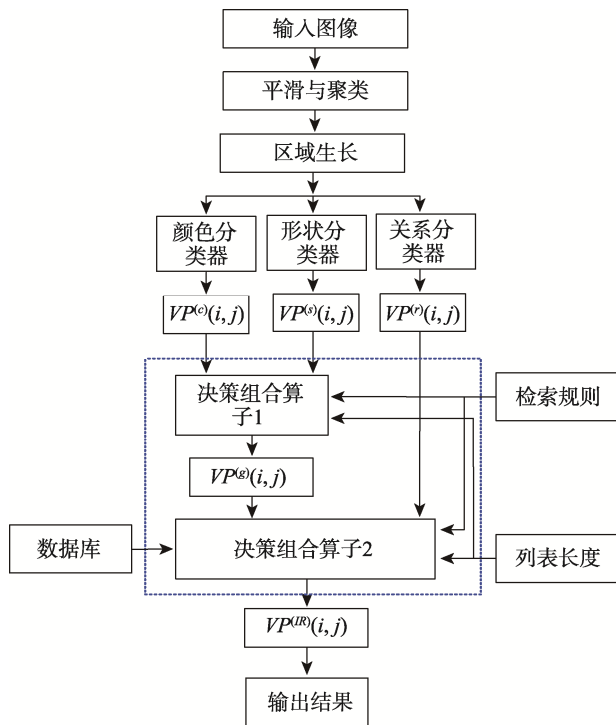 输入图像
平滑与聚类
区域生长
颜色分
类器
形状分
类器
关系分
类器
VP^(c)(i,j)
VP^(s)(i,j)
VP^(r)(i,j)
决策组合算
子1
检索规则
VP^(g)(i,j)
数据库
决策组合算子2
列表长度
VP^(IR)(i,j)
输出结果